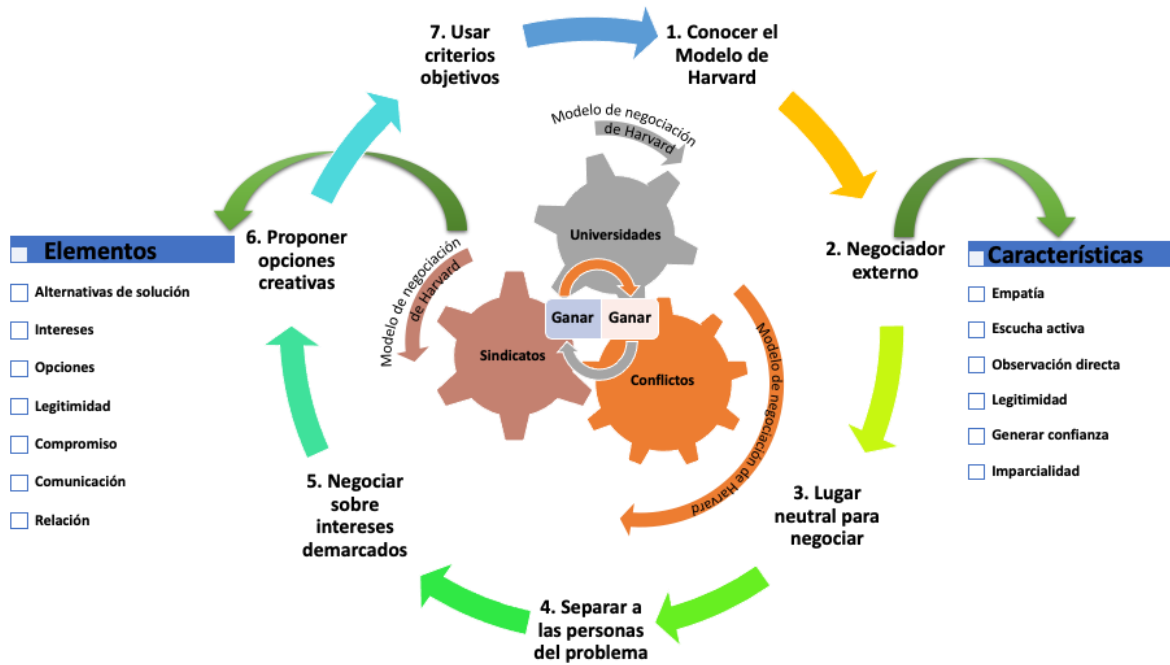 7. Usar
criterios
objetivos
1. Conocer el
Modelo de
Harvard
Modelo de negociación
de Harvard
Universidades
Elementos
Alternativas de solución
Intereses
Opciones
Legitimidad
Compromiso
Comunicación
Relación
6. Proponer
opciones
creativas
Modelo de negociación
de Harvard
Sindicatos
Ganar
Ganar
Conflictos
Modelo de negociación de Harvard
2. Negociador
externo
Características
Empatía
Escucha activa
Observación directa
Legitimidad
Generar confianza
Imparcialidad
5. Negociar
sobre
intereses
demarcados
3. Lugar
neutral para
negociar
4. Separar a
las personas
del problema